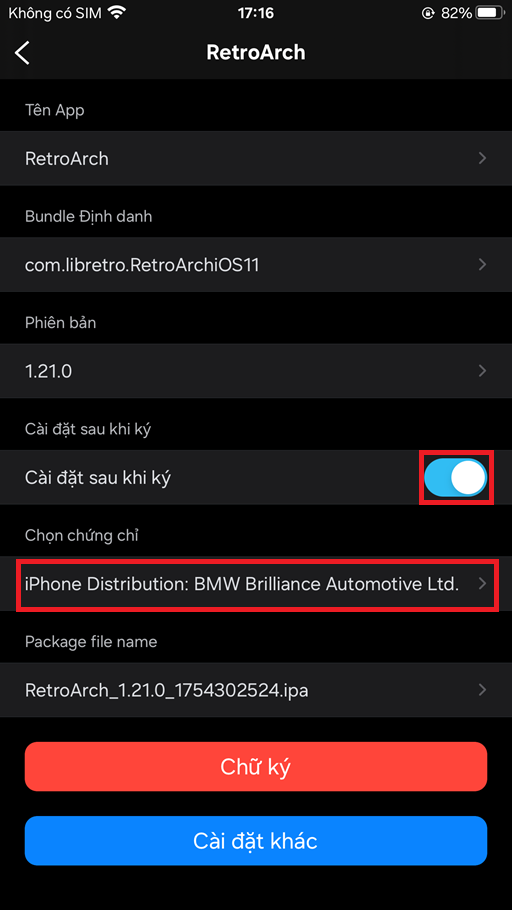 Không có SIM 17:16 82%
RetroArch
Tên App
RetroArch
Bundle Định danh
com.libretro.RetroArchiOS11
Phiên bản
1.21.0
Cài đặt sau khi ký
Cài đặt sau khi ký
Chọn chứng chỉ
iPhone Distribution: BMW Brilliance Automotive Ltd.
Package file name
RetroArch_1.21.0_1754302524.ipa
Chữ ký
Cài đặt khác